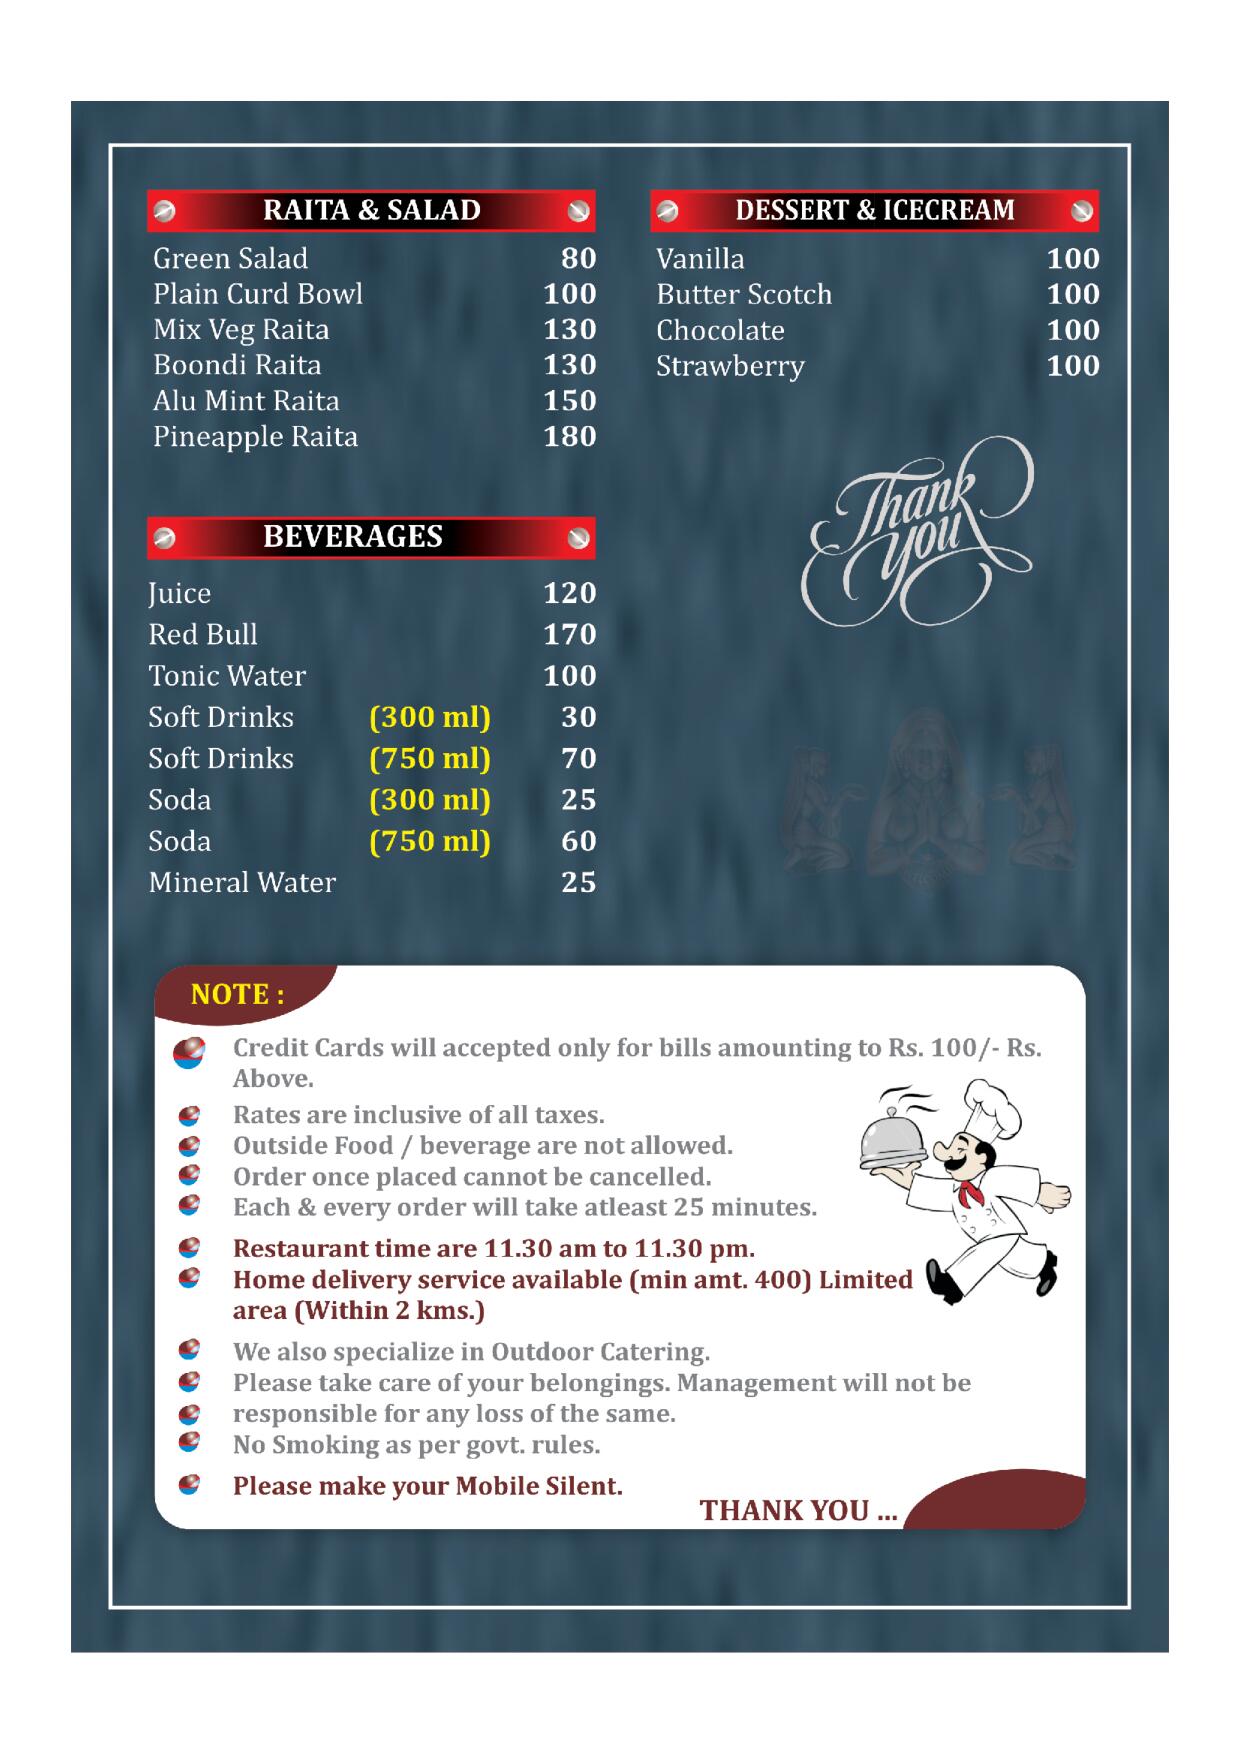 RAITA & SALAD
Green Salad 80
Plain Curd Bowl 100
Mix Veg Raita 130
Boondi Raita 130
Alu Mint Raita 150
Pineapple Raita 180
BEVERAGES
Juice 120
Red Bull 170
Tonic Water 100
Soft Drinks (300 ml) 30
Soft Drinks (750 ml) 70
Soda (300 ml) 25
Soda (750 ml) 60
Mineral Water 25
DESSERT & ICECREAM
Vanilla 100
Butter Scotch 100
Chocolate 100
Strawberry 100
Thank
you
NOTE :
Credit Cards will accepted only for bills amounting to Rs. 100/- Rs.
Above.
Rates are inclusive of all taxes.
Outside Food / beverage are not allowed.
Order once placed cannot be cancelled.
Each & every order will take atleast 25 minutes.
Restaurant time are 11.30 am to 11.30 pm.
Home delivery service available (min amt. 400) Limited
area (Within 2 kms.)
We also specialize in Outdoor Catering.
Please take care of your belongings. Management will not be
responsible for any loss of the same.
No Smoking as per govt. rules.
Please make your Mobile Silent.
THANK YOU ...